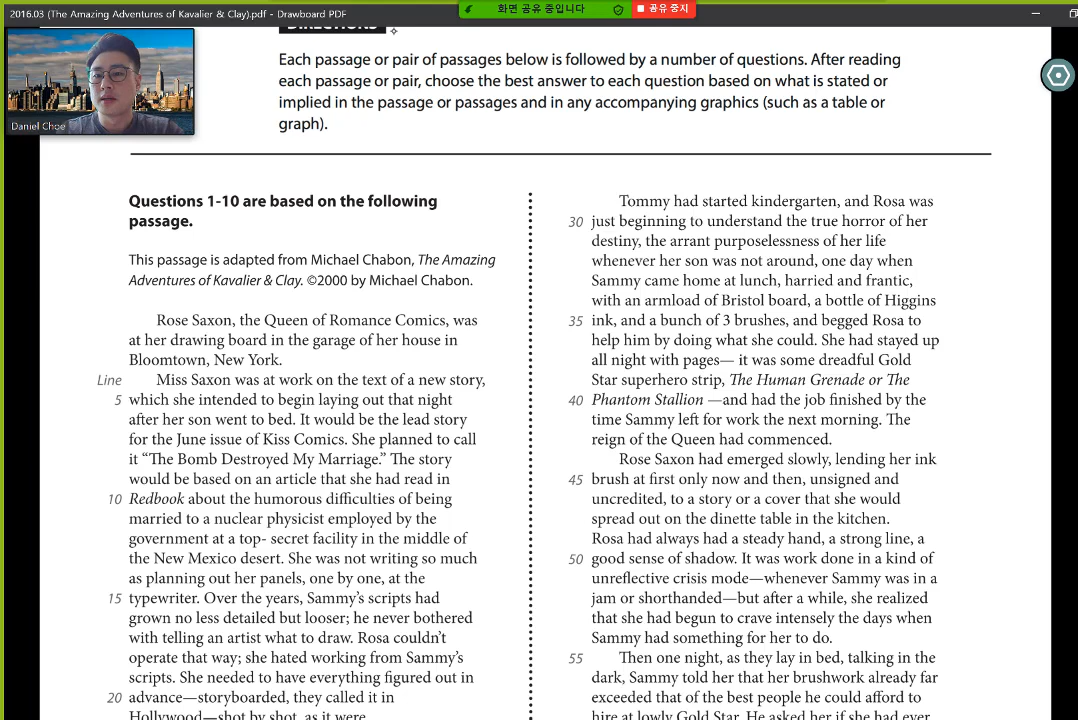 2016.03 (The Amazing Adventures of Kavalier & Clay).pdf - Drawboard PDF
화면 공유 중입니다
공유 중지
DIRECTIONS
Daniel Choe
Each passage or pair of passages below is followed by a number of questions. After reading
each passage or pair, choose the best answer to each question based on what is stated or
implied in the passage or passages and in any accompanying graphics (such as a table or
graph).
Questions 1-10 are based on the following
passage.
This passage is adapted from Michael Chabon, The Amazing
Adventures of Kavalier & Clay. ©2000 by Michael Chabon.
Rose Saxon, the Queen of Romance Comics, was
at her drawing board in the garage of her house in
Bloomtown, New York.
Line Miss Saxon was at work on the text of a new story,
5 which she intended to begin laying out that night
after her son went to bed. It would be the lead story
for the June issue of Kiss Comics. She planned to call
it “The Bomb Destroyed My Marriage.” The story
would be based on an article that she had read in
10 Redbook about the humorous difficulties of being
married to a nuclear physicist employed by the
government at a top- secret facility in the middle of
the New Mexico desert. She was not writing so much
as planning out her panels, one by one, at the
15 typewriter. Over the years, Sammy’s scripts had
grown no less detailed but looser; he never bothered
with telling an artist what to draw. Rosa couldn’t
operate that way; she hated working from Sammy’s
scripts. She needed to have everything figured out in
20 advance—storyboarded, they called it in
Hollywood—shot by shot, as it were
Tommy had started kindergarten, and Rosa was
30 just beginning to understand the true horror of her
destiny, the arrant purposelessness of her life
whenever her son was not around, one day when
Sammy came home at lunch, harried and frantic,
with an armload of Bristol board, a bottle of Higgins
35 ink, and a bunch of 3 brushes, and begged Rosa to
help him by doing what she could. She had stayed up
all night with pages— it was some dreadful Gold
Star superhero strip, The Human Grenade or The
40 Phantom Stallion —and had the job finished by the
time Sammy left for work the next morning. The
reign of the Queen had commenced.
Rose Saxon had emerged slowly, lending her ink
45 brush at first only now and then, unsigned and
uncredited, to a story or a cover that she would
spread out on the dinette table in the kitchen.
Rosa had always had a steady hand, a strong line, a
50 good sense of shadow. It was work done in a kind of
unreflective crisis mode—whenever Sammy was in a
jam or shorthanded—but after a while, she realized
that she had begun to crave intensely the days when
Sammy had something for her to do.
55 Then one night, as they lay in bed, talking in the
dark, Sammy told her that her brushwork already far
exceeded that of the best people he could afford to
hire at lowly Gold Star. He asked her if she had ever